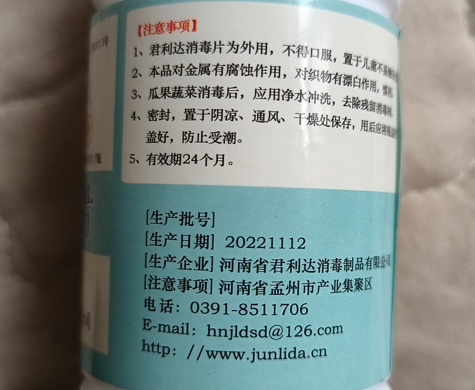 【注意事项】
1、君利达消毒片为外用，不得口服，置于儿童不易
2、本品对金属有腐蚀作用，对织物有漂白作用，慎
3、瓜果蔬菜消毒后，应用净水冲洗，去除残留消毒
4、密封，置于阴凉、通风、干燥处保存，用后应将瓶
盖好，防止受潮。
5、有效期24个月。
[生产批号]
[生产日期] 20221112
[生产企业] 河南省君利达消毒制品有限公司
[注意事项] 河南省孟州市产业集聚区
电话：0391-8511706
E-mail：hnjldsd@126.com
http：//www.junlida.cn